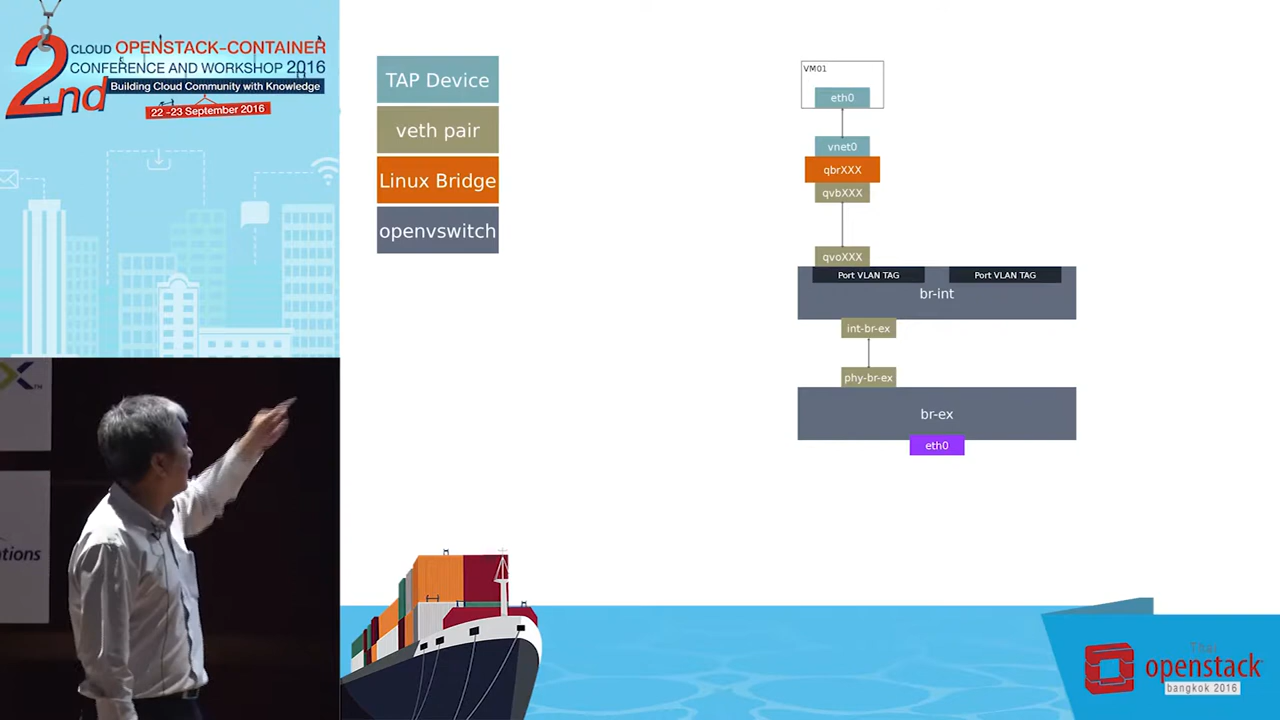 2nd
CLOUD OPENSTACK-CONTAINER
CONFERENCE AND WORKSHOP 2016
Building Cloud Community with Knowledge
22 -23 September 2016
TAP Device
veth pair
Linux Bridge
openvswitch
VM01
eth0
vnet0
qbrXXX
qvbXXX
qvoXXX
Port VLAN TAG
Port VLAN TAG
br-int
int-br-ex
phy-br-ex
br-ex
eth0
Thai
openstack
bangkok 2016